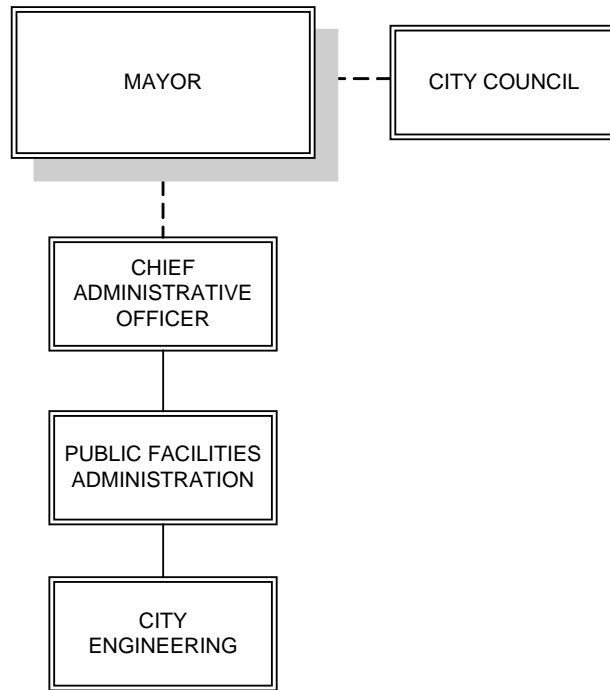 MAYOR
CITY COUNCIL
CHIEF
ADMINISTRATIVE
OFFICER
PUBLIC FACILITIES
ADMINISTRATION
CITY
ENGINEERING